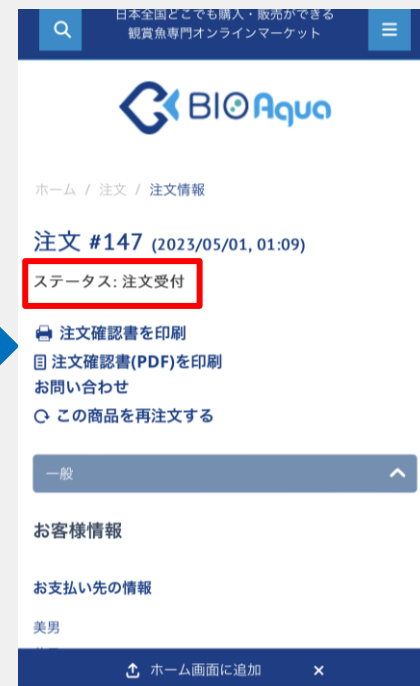 日本全国どこでも購入・販売ができる
観賞魚専門オンラインマーケット
BIO Aqua
ホーム / 注文 / 注文情報
注文 #147 (2023/05/01, 01:09)
ステータス: 注文受付
注文確認書を印刷
注文確認書(PDF)を印刷
お問い合わせ
この商品を再注文する
一般
お客様情報
お支払い先の情報
美男
ホーム画面に追加 ×